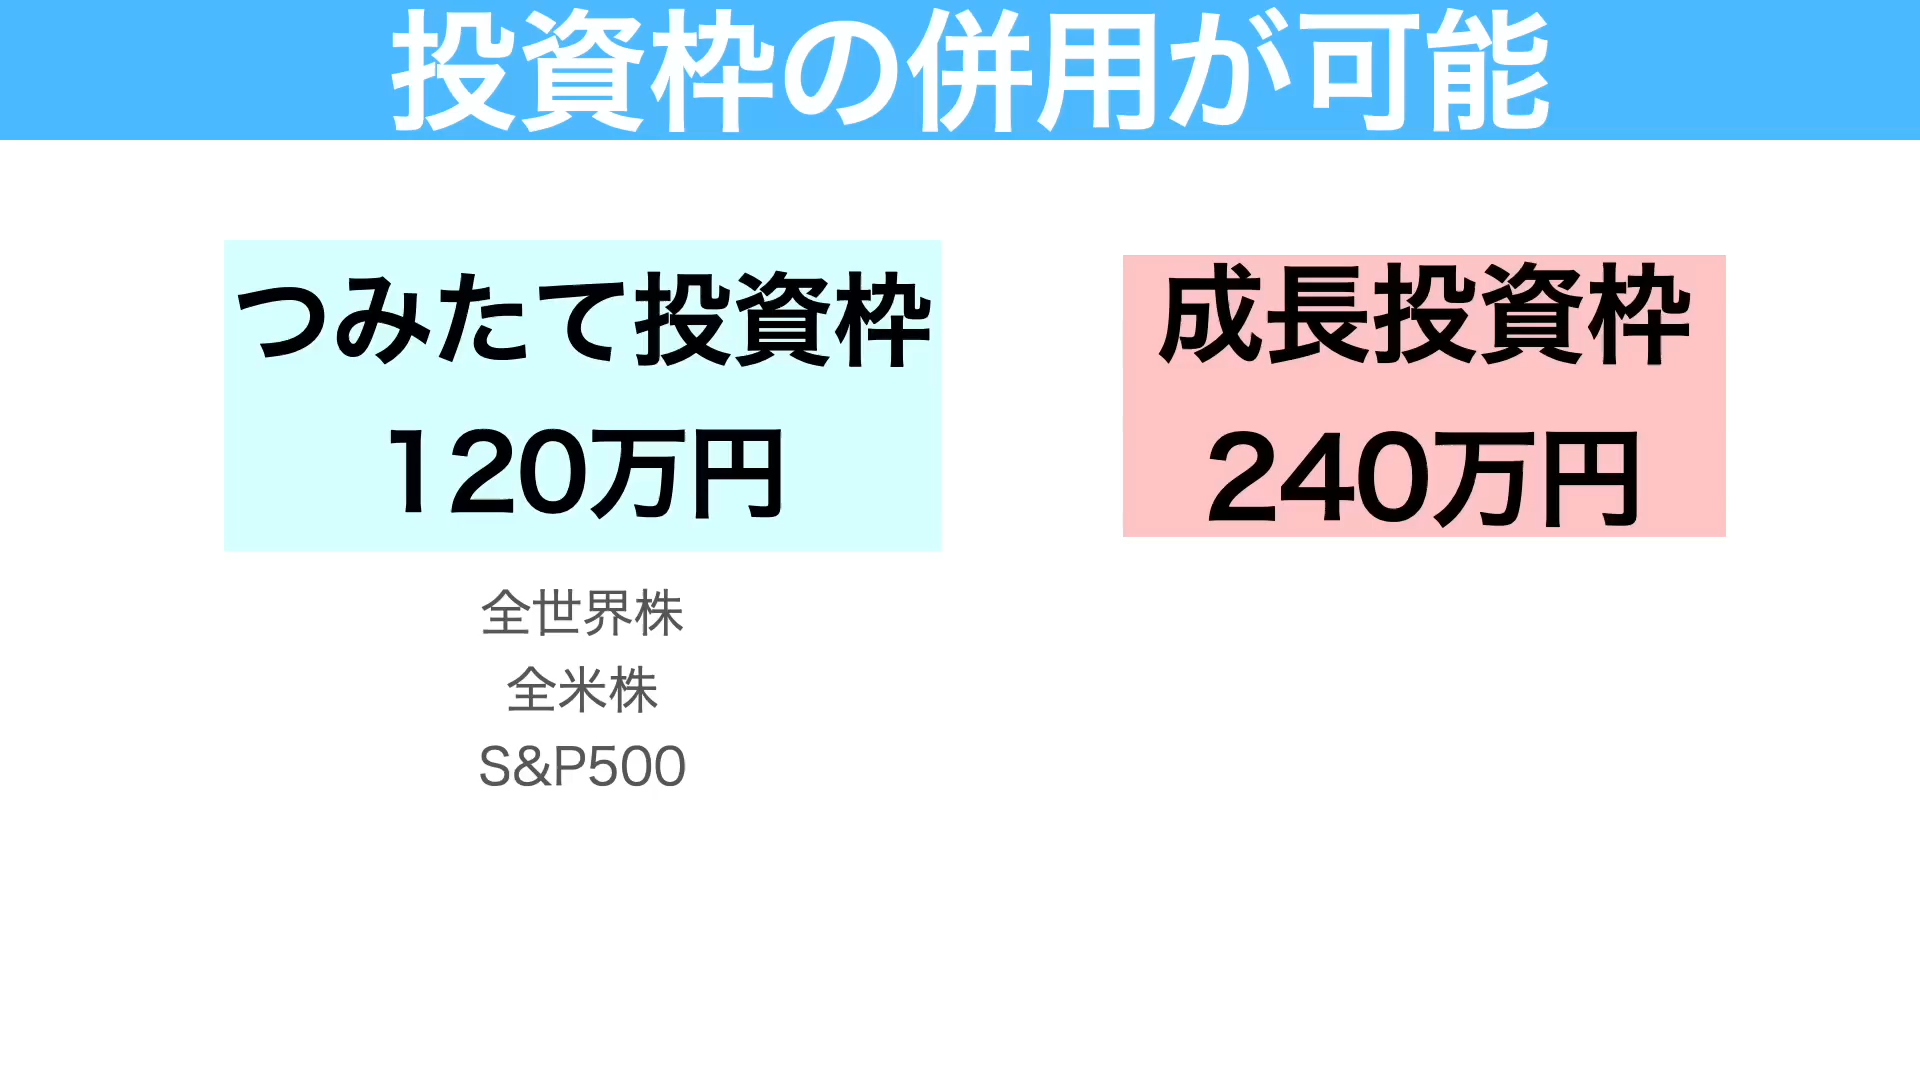 投資枠の併用が可能
つみたて投資枠
120万円
全世界株
全米株
S&P500
成長投資枠
240万円